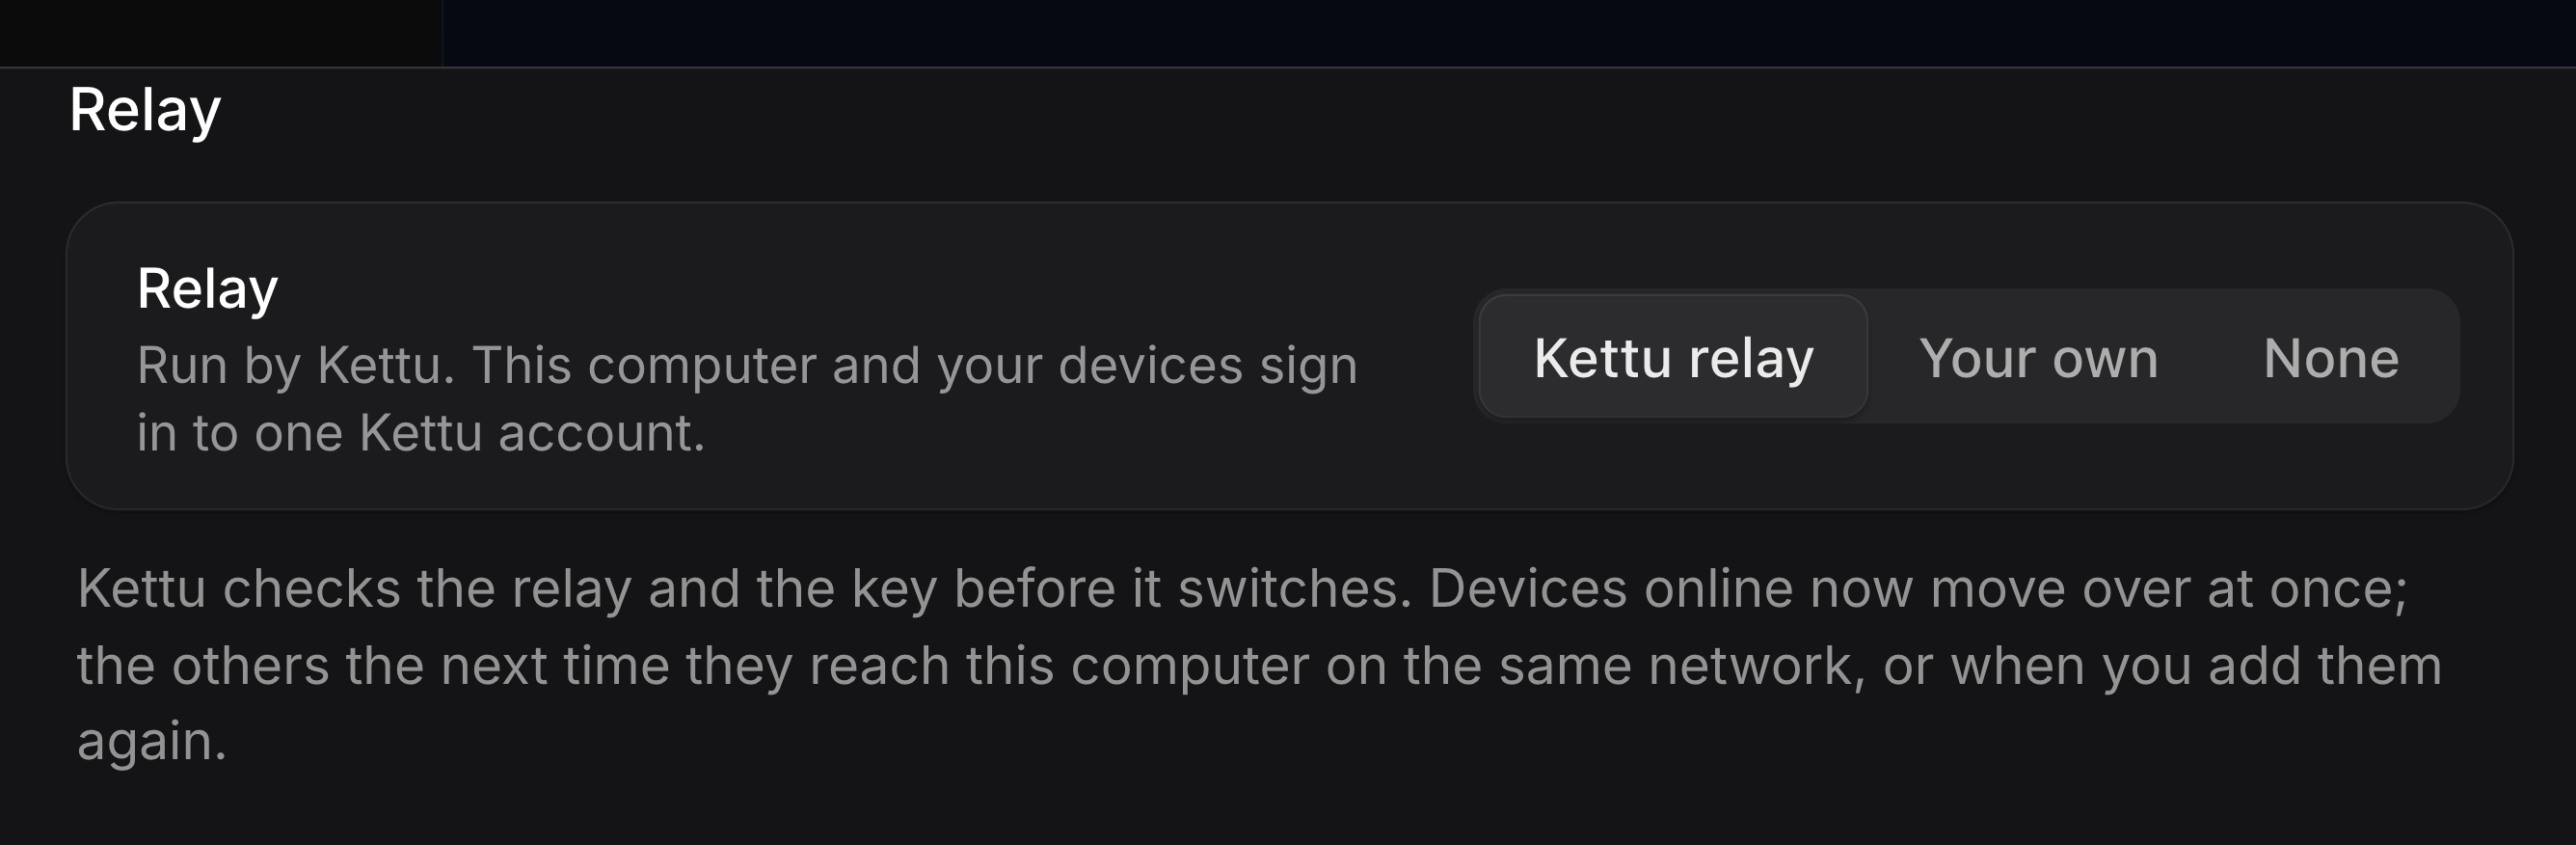 Relay
Relay
Run by Kettu. This computer and your devices sign
in to one Kettu account.
Kettu relay
Your own
None
Kettu checks the relay and the key before it switches. Devices online now move over at once;
the others the next time they reach this computer on the same network, or when you add them
again.